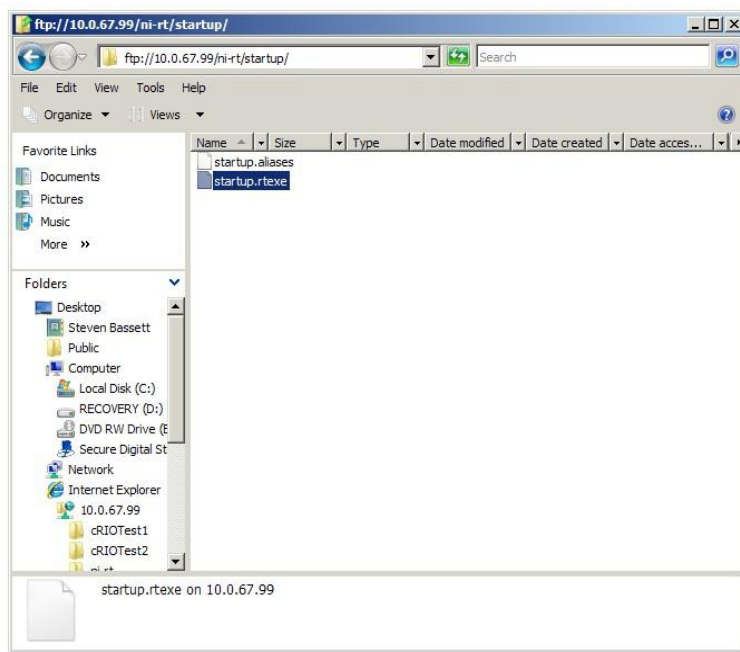 ftp://10.0.67.99/ni-rt/startup/
ftp://10.0.67.99/ni-rt/startup/
Search
File Edit View Tools Help
Organize Views
Favorite Links
Documents
Pictures
Music
More »
Folders
Desktop
Steven Bassett
Public
Computer
Local Disk (C:)
RECOVERY (D:)
DVD RW Drive (E
Secure Digital St
Network
Internet Explorer
10.0.67.99
cRIOTest1
cRIOTest2
ni-rt
Name Size Type Date modified Date created Date acces...
startup.aliases
startup.rtexe
startup.rtexe on 10.0.67.99